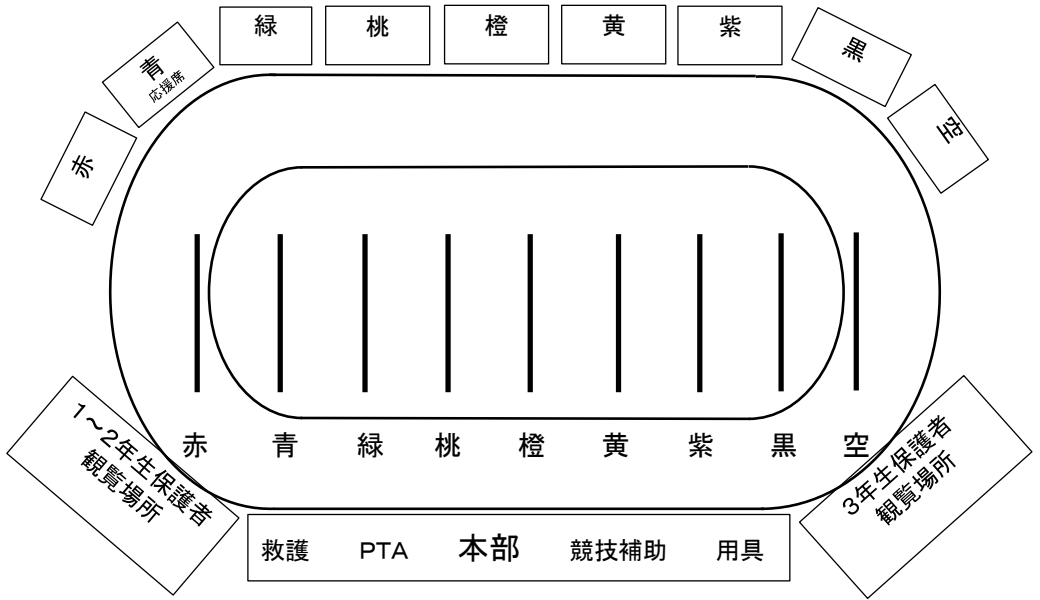 緑
桃
橙
黄
紫
黒
青
応援席
空
赤
赤 青 緑 桃 橙 黄 紫 黒 空
1～2年生保護者
観覧場所
3年生保護者
観覧場所
救護 PTA 本部 競技補助 用具